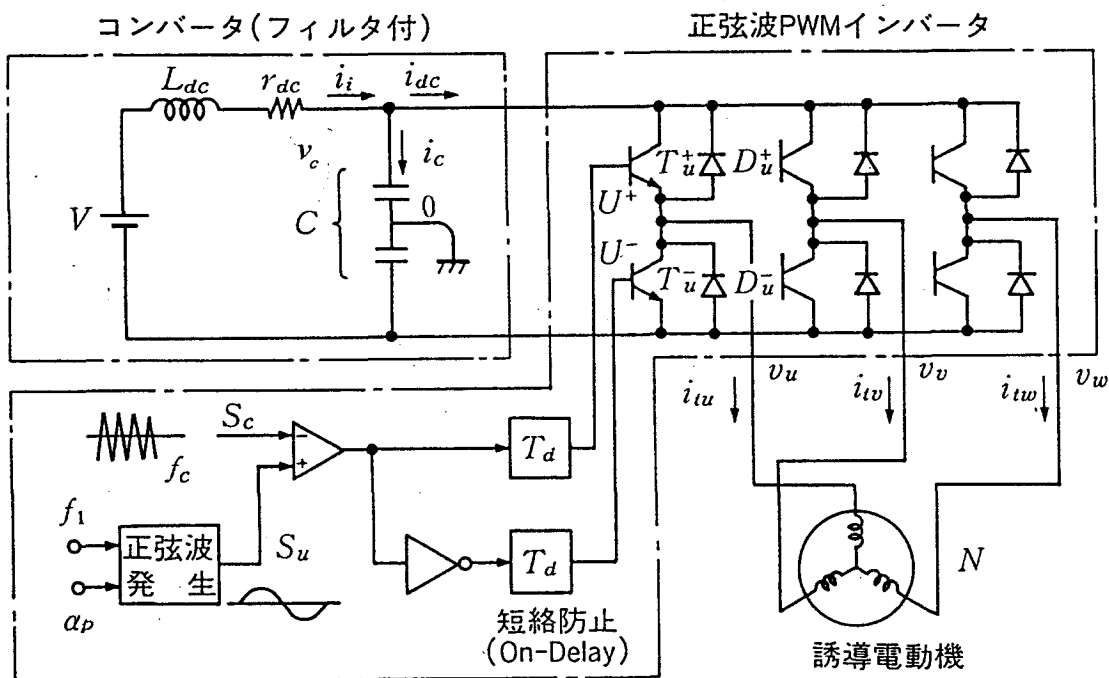 コンバータ(フィルタ付)
正弦波PWMインバータ
L_dc
r_dc
i_i
i_dc
v_c
i_c
C
0
V
T_u^+
D_u^+
U^+
U^-
T_u^-
D_u^-
i_tu
v_u
i_tv
v_v
i_tw
v_w
S_c
−
+
f_c
T_d
f_1
正弦波
発 生
S_u
α_p
T_d
短絡防止
(On-Delay)
N
誘導電動機